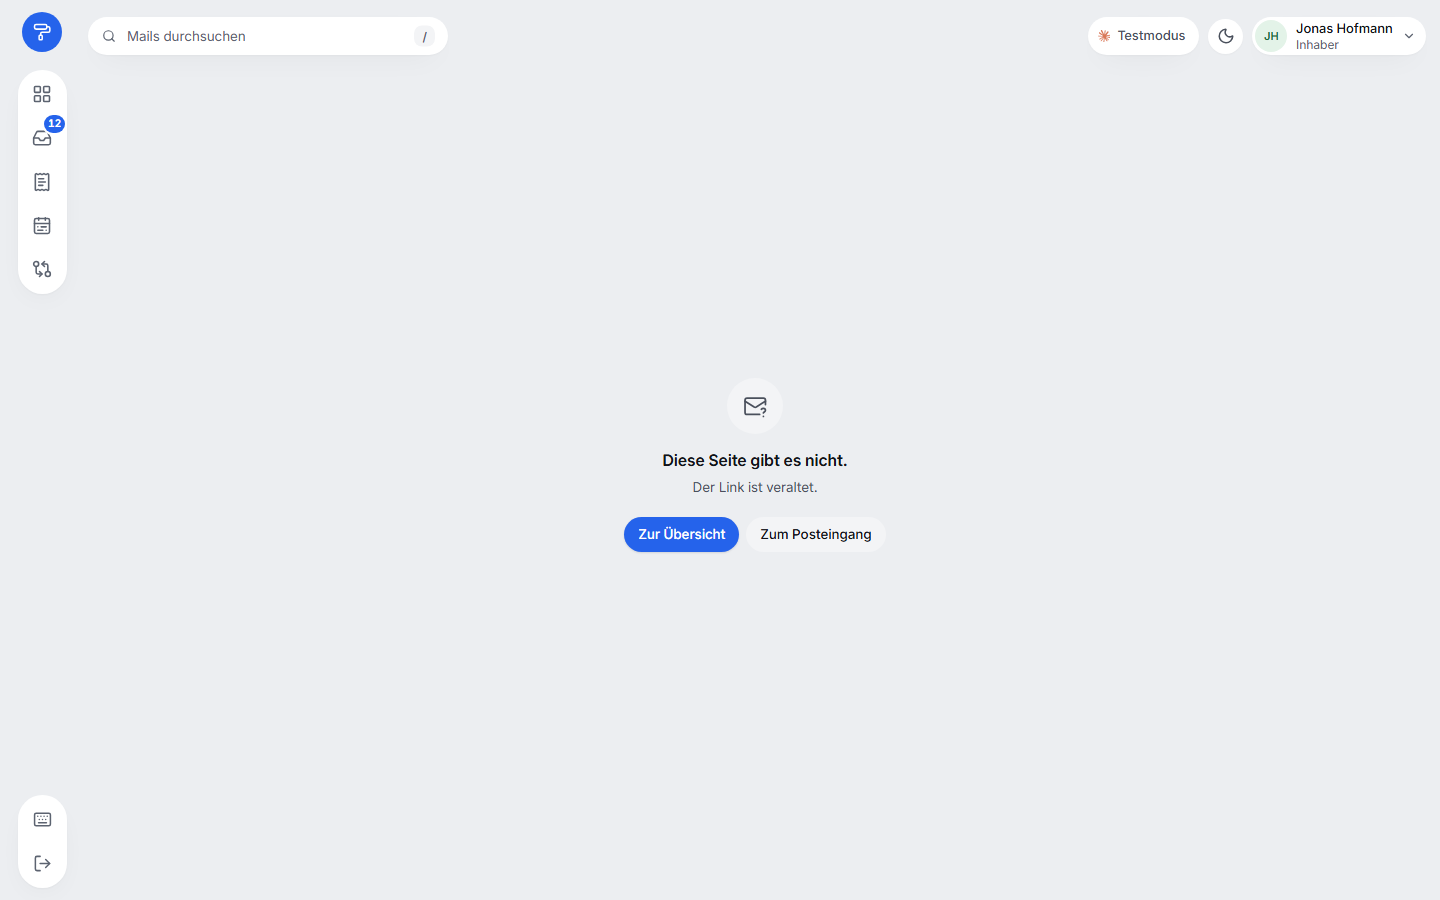 Mails durchsuchen
/
Testmodus
JH
Jonas Hofmann
Inhaber
12
Diese Seite gibt es nicht.
Der Link ist veraltet.
Zur Übersicht
Zum Posteingang